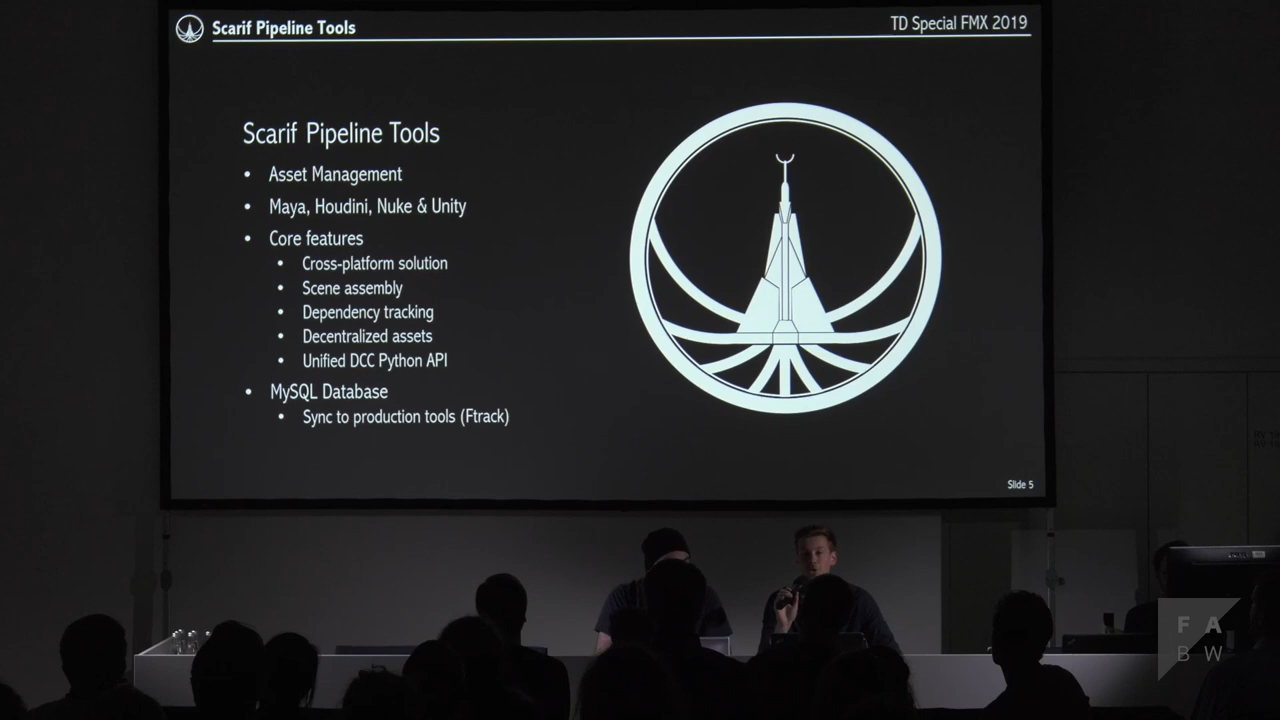 Scarif Pipeline Tools
TD Special FMX 2019
Scarif Pipeline Tools
• Asset Management
• Maya, Houdini, Nuke & Unity
• Core features
• Cross-platform solution
• Scene assembly
• Dependency tracking
• Decentralized assets
• Unified DCC Python API
• MySQL Database
• Sync to production tools (Ftrack)
Slide 5
F A
B W